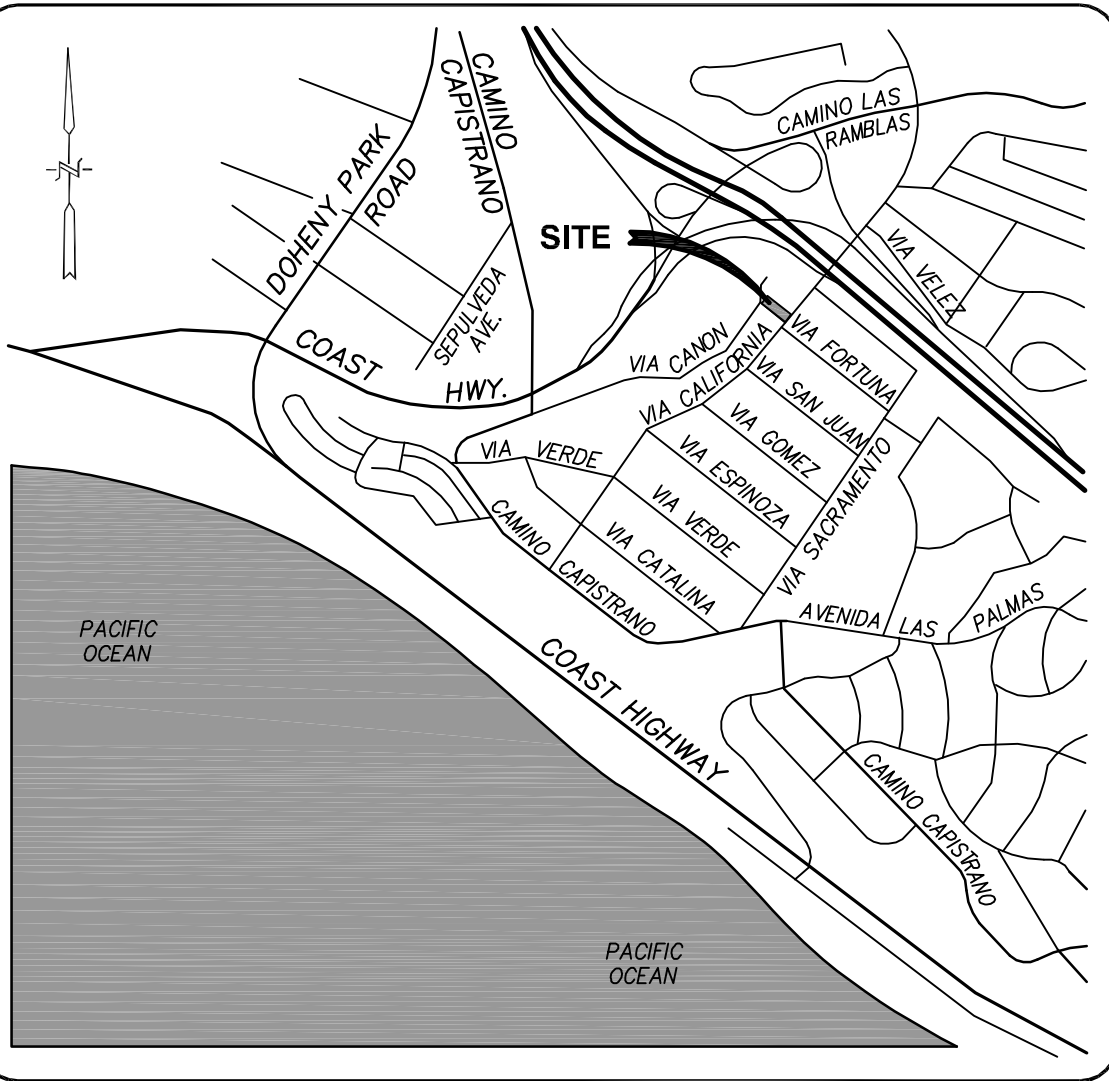 N
CAMINO
CAPISTRANO
CAMINO LAS
RAMBLAS
DOHENY PARK
ROAD
SITE
VIA VELEZ
SEPULVEDA
AVE.
COAST
HWY.
VIA CANON
VIA CALIFORNIA
VIA FORTUNA
VIA SAN JUAN
VIA GOMEZ
VIA ESPINOZA
VIA VERDE
VIA VERDE
VIA CATALINA
VIA SACRAMENTO
CAMINO
CAPISTRANO
AVENIDA LAS PALMAS
PACIFIC
OCEAN
COAST HIGHWAY
CAMINO CAPISTRANO
PACIFIC
OCEAN